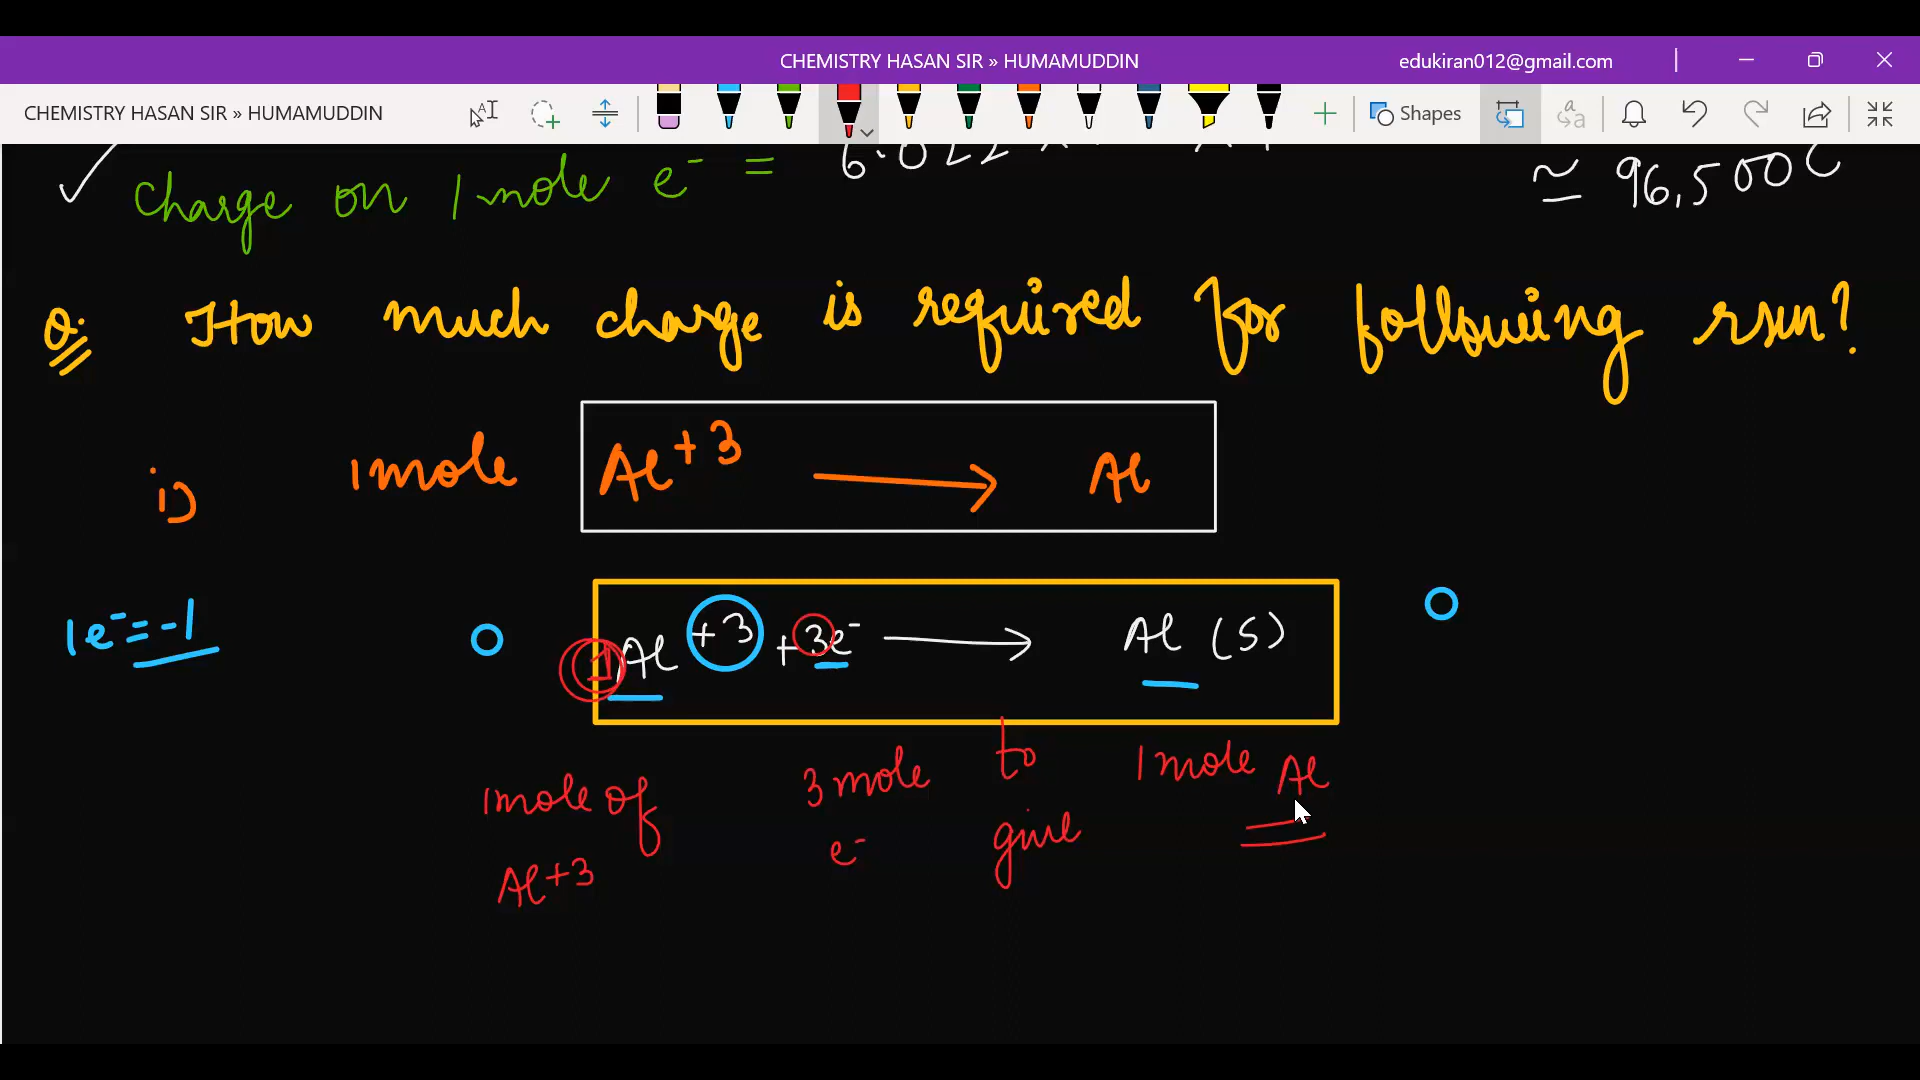 CHEMISTRY HASAN SIR » HUMAMUDDIN
edukiran012@gmail.com
CHEMISTRY HASAN SIR » HUMAMUDDIN
Shapes
Charge on 1 mole e⁻ = 6.022 ≃ 96,500C
Q: How much charge is required for following rxn?
i) 1 mole Al⁺³ ⟶ Al
1e⁻ = -1
1 Al⁺³ + 3e⁻ ⟶ Al (s)
1 mole of 3 mole to 1 mole Al
Al+3 e⁻ give